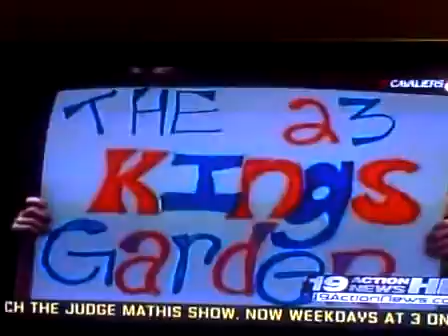 CAVALIERS
THE 23
KIngs
GardeN
19 ACTION NEWS HD
19ActionNews.co
CH THE JUDGE MATHIS SHOW, NOW WEEKDAYS AT 3 ON